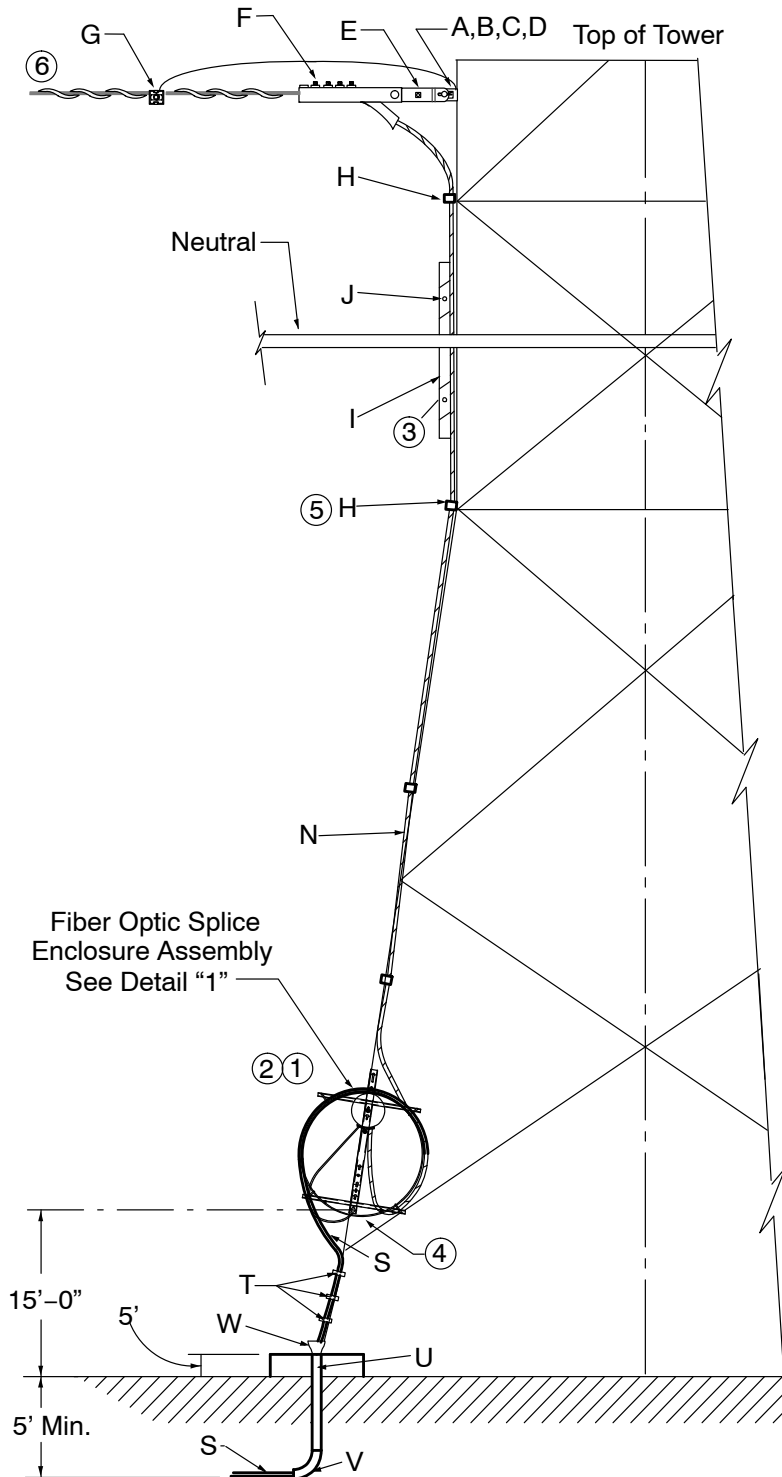 G
F
E
A,B,C,D
Top of Tower
6
H
Neutral
J
I
3
5 H
N
Fiber Optic Splice
Enclosure Assembly
See Detail “1”
2 1
S
4
15’–0”
T
5’
W
U
5’ Min.
S
V